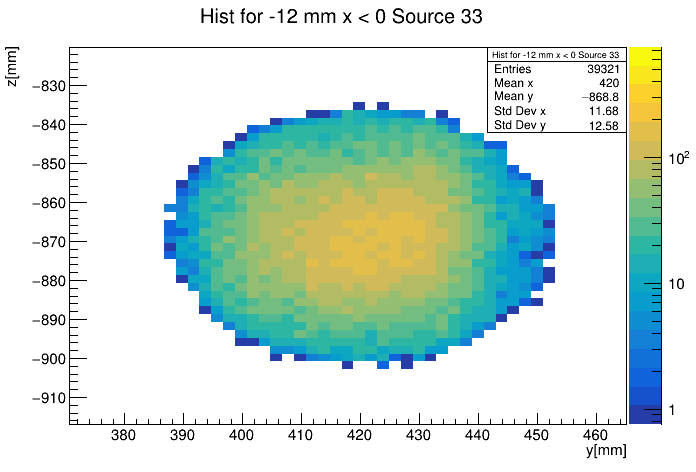 Hist for -12 mm x < 0 Source 33
z[mm]
Hist for -12 mm x < 0 Source 33
Entries 39321
Mean x 420
Mean y −868.8
Std Dev x 11.68
Std Dev y 12.58
−830
−840
−850
−860
−870
−880
−890
−900
−910
10²
10
1
380 390 400 410 420 430 440 450 460
y[mm]